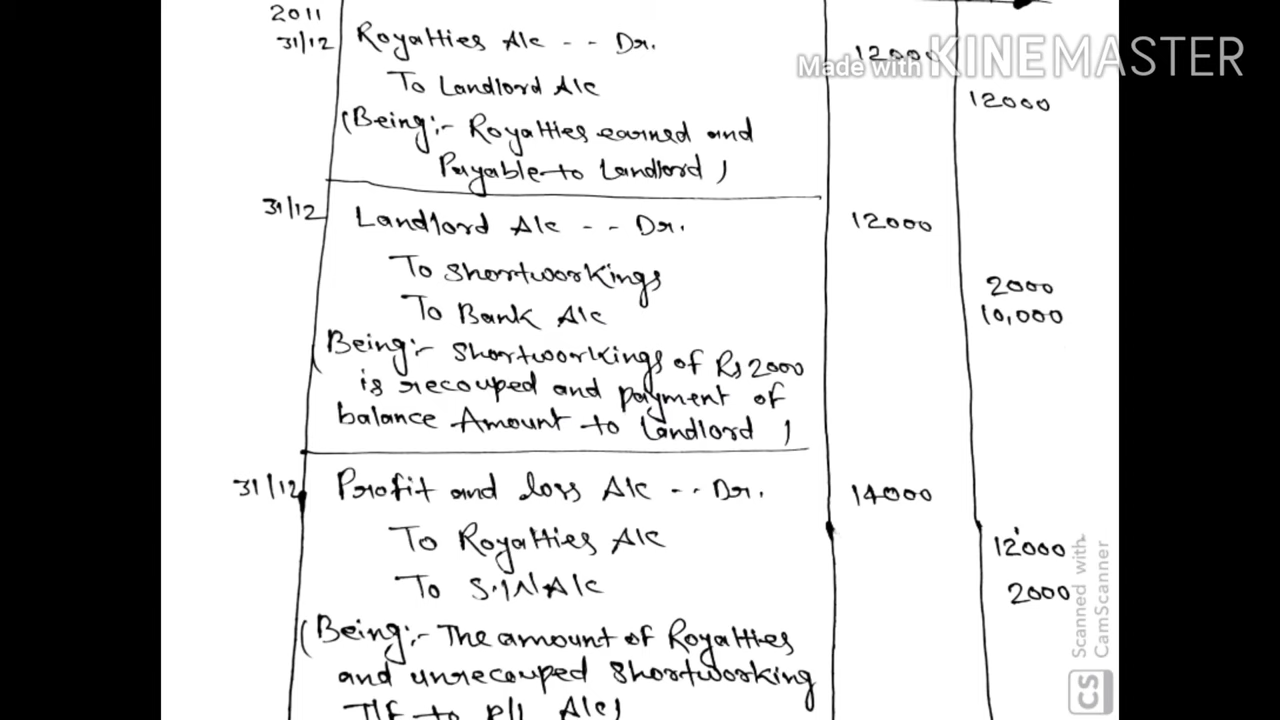 2011
31/12 Royalties A/c -- Dr. 12000
Made with KINEMASTER
To Landlord A/c 12000
(Being:- Royalties earned and
Payable to Landlord)
31/12 Landlord A/c -- Dr. 12000
To Shortworkings 2000
To Bank A/c 10,000
(Being:- Shortworkings of Rs 2000
is recouped and payment of
balance Amount to Landlord)
31/12 Profit and loss A/c -- Dr. 14000
To Royalties A/c 12000
To S.W A/c 2000
(Being:- The amount of Royalties
and unrecouped Shortworking
T/F to P/L A/c)
Scanned with
CamScanner
CS